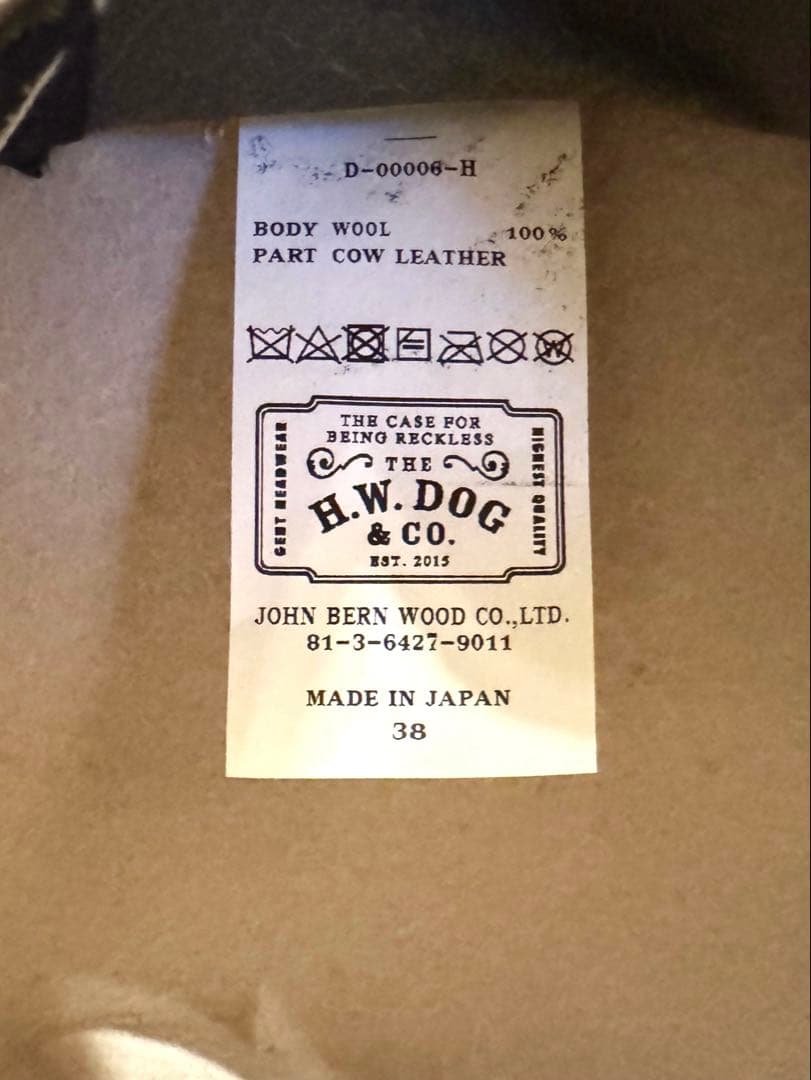 D-00006-H
BODY WOOL 100%
PART COW LEATHER
W
THE CASE FOR
BEING RECKLESS
GENT HEADWEAR
HIGHEST QUALITY
THE
H.W. DOG
& CO.
EST. 2015
JOHN BERN WOOD CO.,LTD.
81-3-6427-9011
MADE IN JAPAN
38